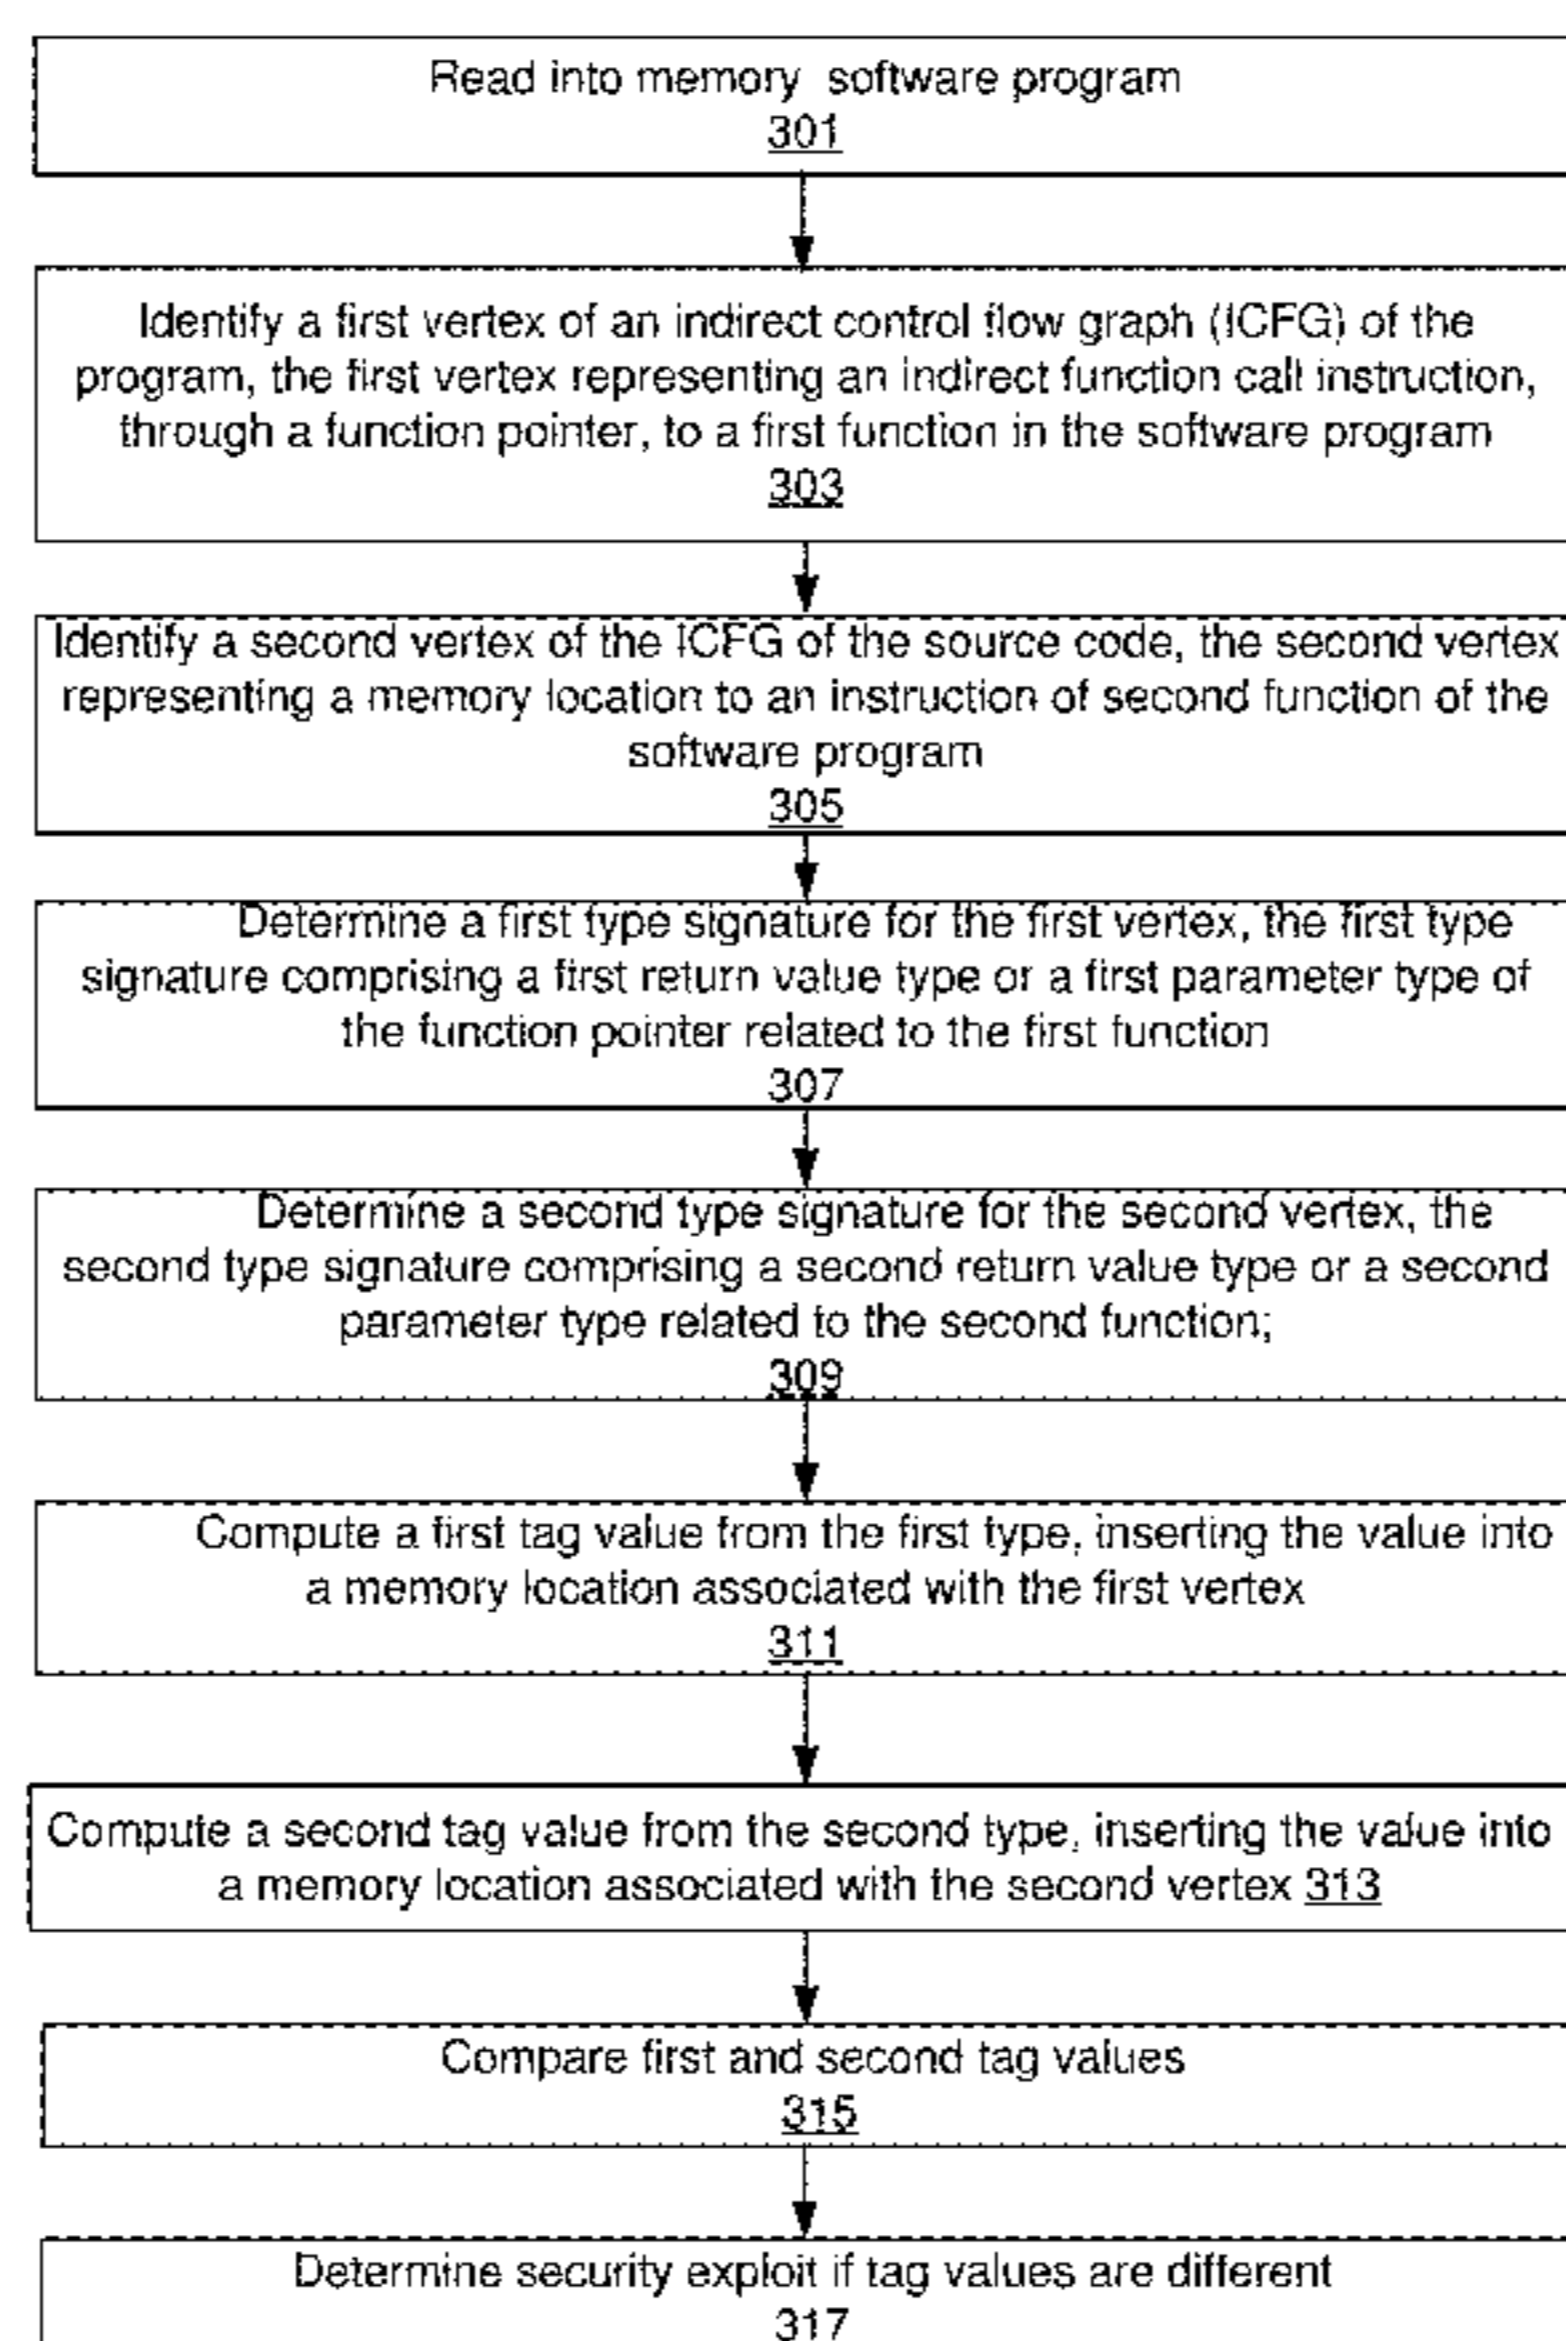 Read into memory software program
301
Identify a first vertex of an indirect control flow graph (ICFG) of the
program, the first vertex representing an indirect function call instruction,
through a function pointer, to a first function in the software program
303
Identify a second vertex of the ICFG of the source code, the second vertex
representing a memory location to an instruction of second function of the
software program
305
Determine a first type signature for the first vertex, the first type
signature comprising a first return value type or a first parameter type of
the function pointer related to the first function
307
Determine a second type signature for the second vertex, the
second type signature comprising a second return value type or a second
parameter type related to the second function;
309
Compute a first tag value from the first type, inserting the value into
a memory location associated with the first vertex
311
Compute a second tag value from the second type, inserting the value into
a memory location associated with the second vertex 313
Compare first and second tag values
315
Determine security exploit if tag values are different
317